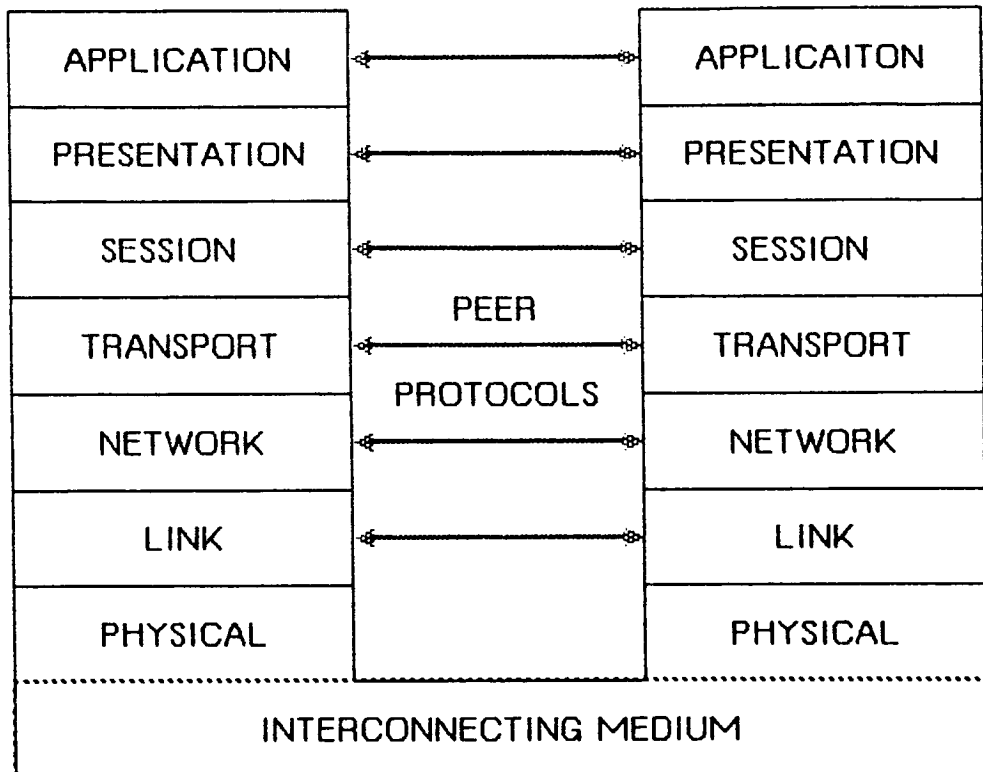 APPLICATION
APPLICAITON
PRESENTATION
PRESENTATION
SESSION
SESSION
PEER
TRANSPORT
TRANSPORT
PROTOCOLS
NETWORK
NETWORK
LINK
LINK
PHYSICAL
PHYSICAL
INTERCONNECTING MEDIUM